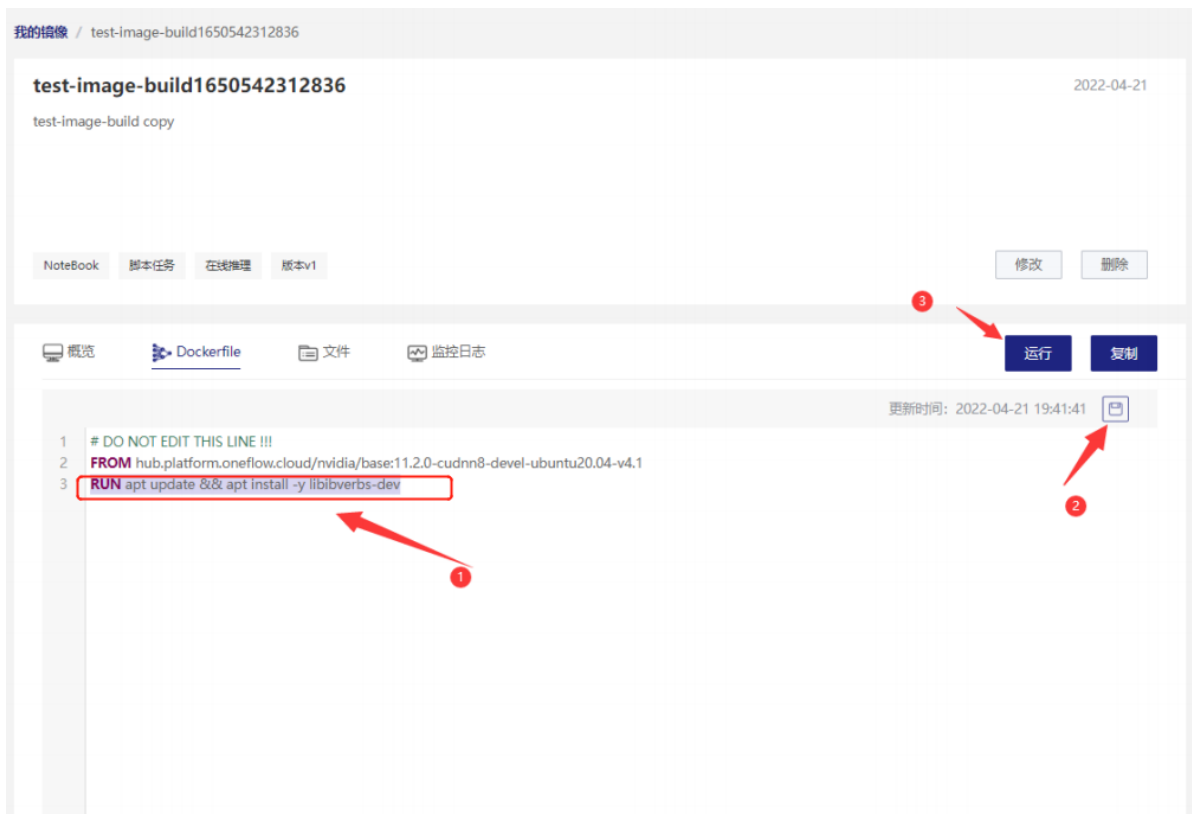 我的镜像 / test-image-build1650542312836
test-image-build1650542312836 2022-04-21
test-image-build copy
NoteBook 脚本任务 在线推理 版本v1 修改 删除
3
概览 Dockerfile 文件 监控日志 运行 复制
更新时间：2022-04-21 19:41:41
1 # DO NOT EDIT THIS LINE !!!
2 FROM hub.platform.oneflow.cloud/nvidia/base:11.2.0-cudnn8-devel-ubuntu20.04-v4.1
3 RUN apt update && apt install -y libibverbs-dev
2
1